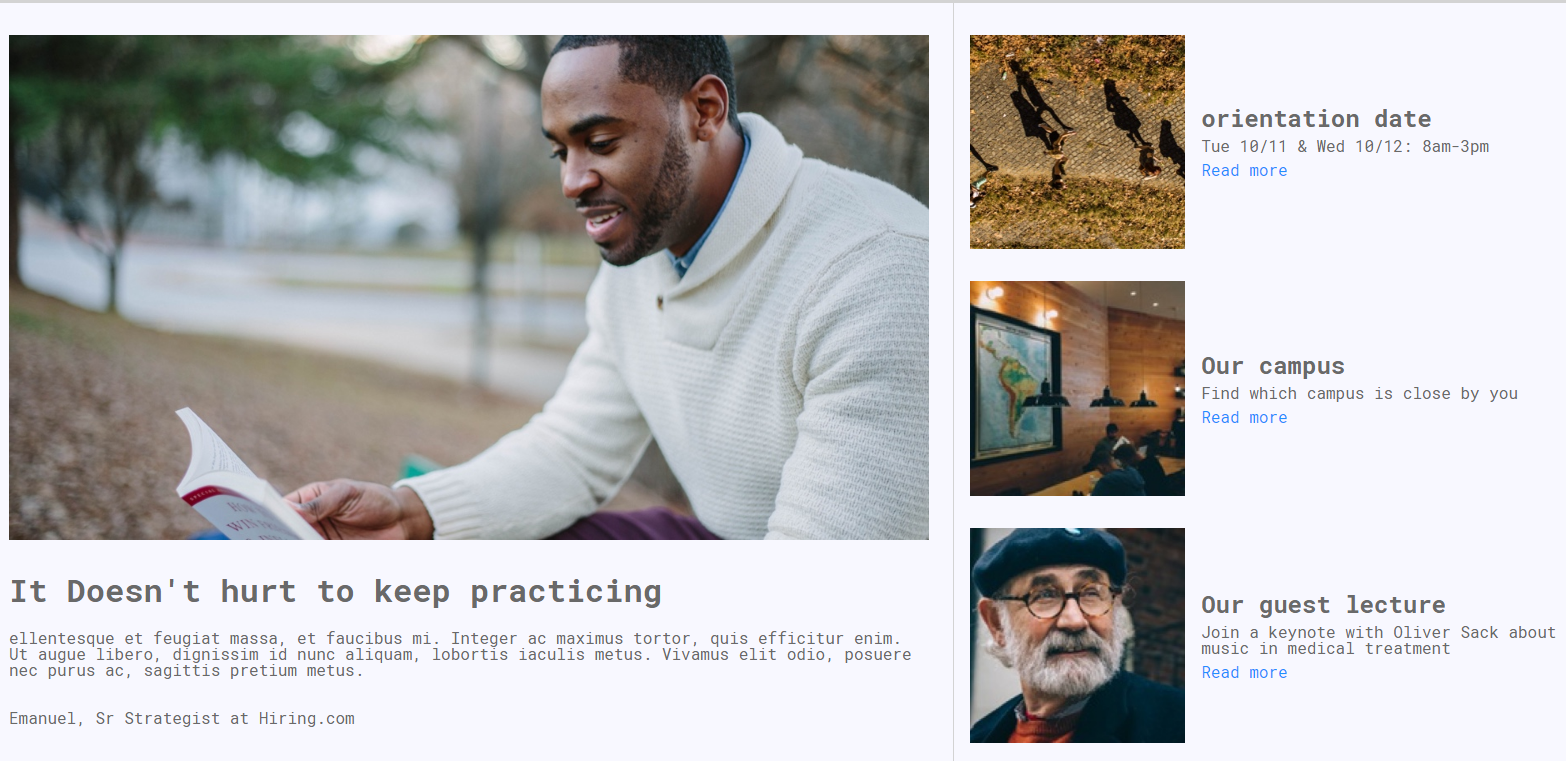 It Doesn't hurt to keep practicing
ellentesque et feugiat massa, et faucibus mi. Integer ac maximus tortor, quis efficitur enim.
Ut augue libero, dignissim id nunc aliquam, lobortis iaculis metus. Vivamus elit odio, posuere
nec purus ac, sagittis pretium metus.
Emanuel, Sr Strategist at Hiring.com
orientation date
Tue 10/11 & Wed 10/12: 8am-3pm
Read more
Our campus
Find which campus is close by you
Read more
Our guest lecture
Join a keynote with Oliver Sack about
music in medical treatment
Read more